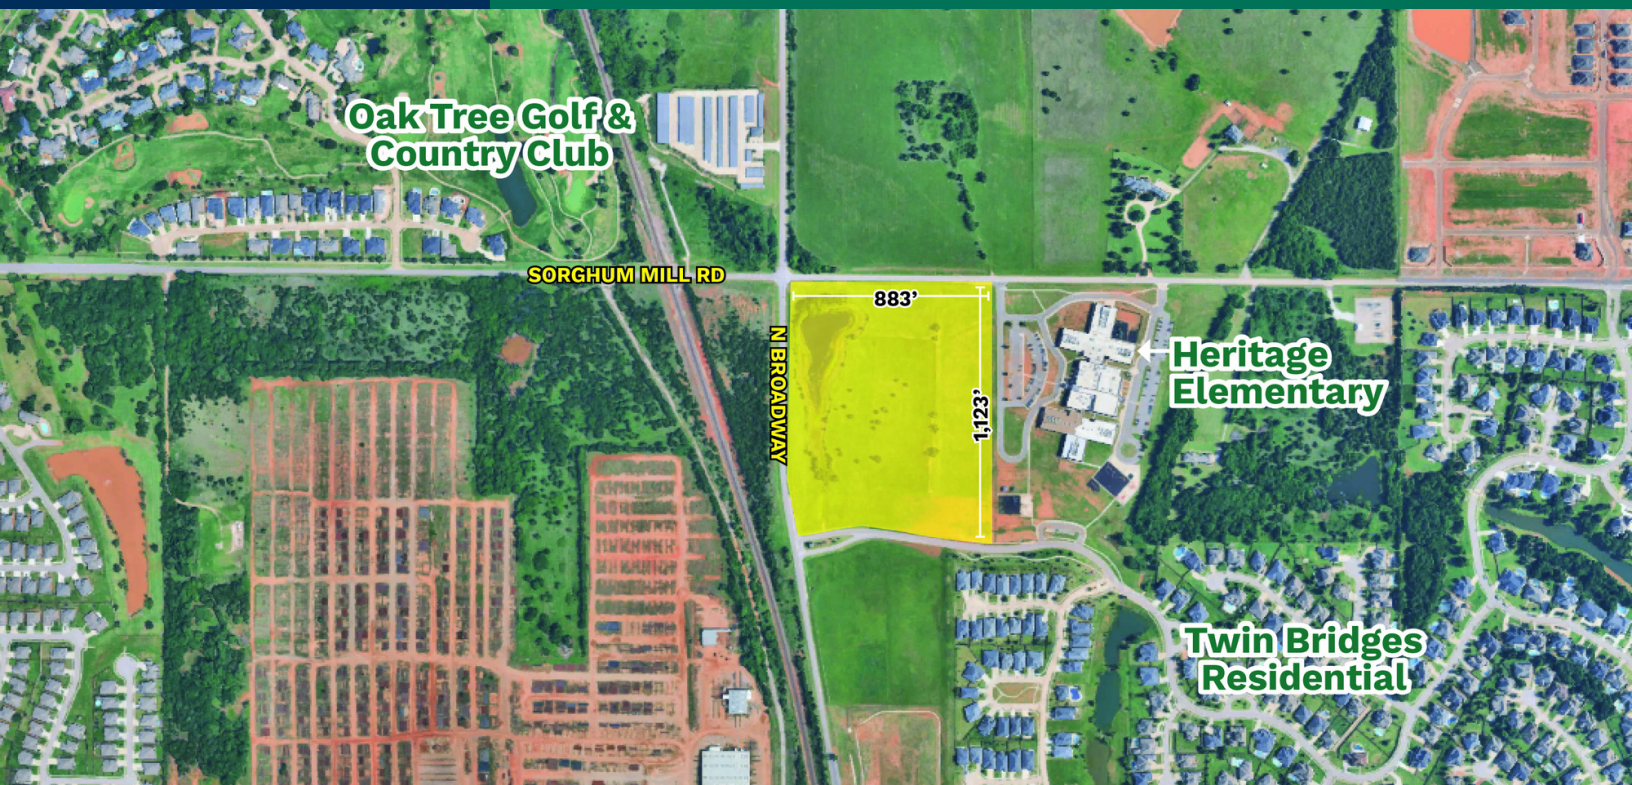 Oak Tree Golf &
Country Club
SORGHUM MILL RD
883’
N BROADWAY
1,123’
Heritage
Elementary
Twin Bridges
Residential